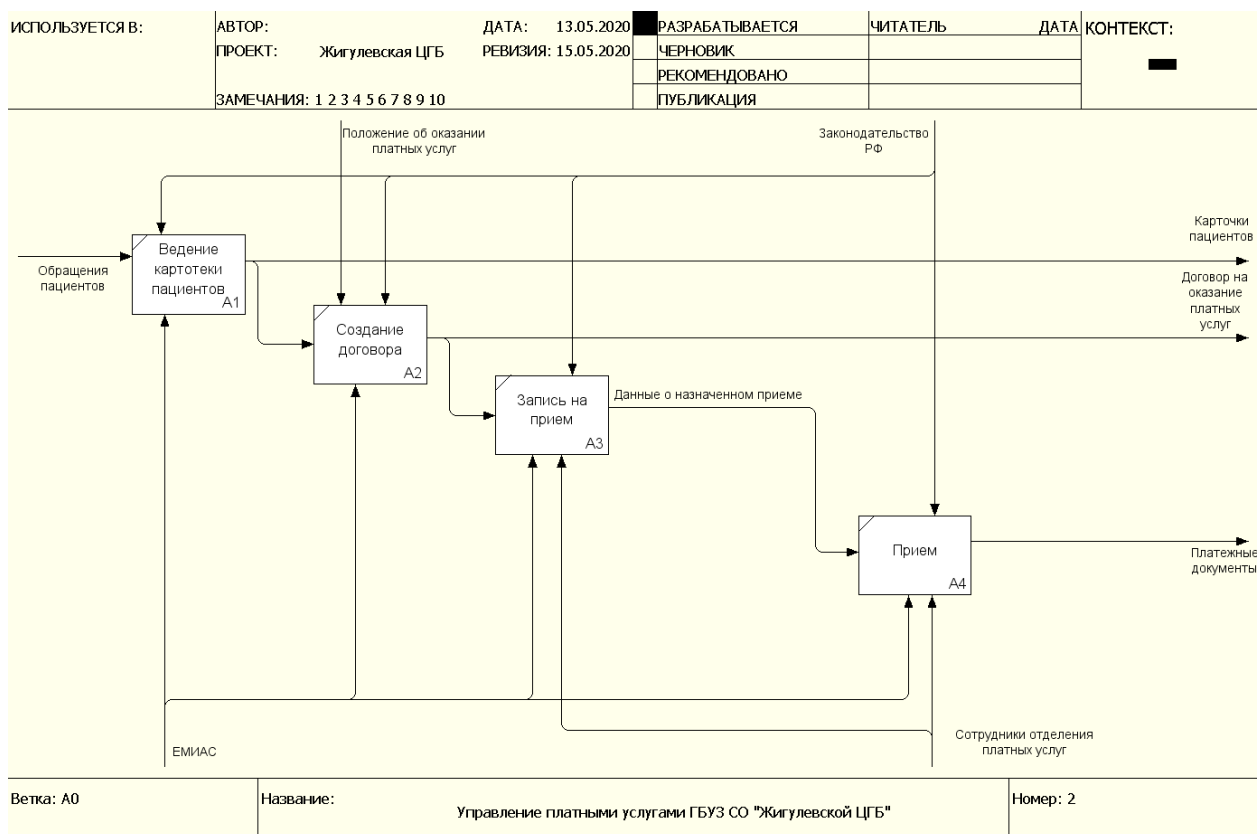 ИСПОЛЬЗУЕТСЯ В:
АВТОР:
ДАТА: 13.05.2020
РАЗРАБАТЫВАЕТСЯ
ЧИТАТЕЛЬ
ДАТА
КОНТЕКСТ:
ПРОЕКТ: Жигулевская ЦГБ
РЕВИЗИЯ: 15.05.2020
ЧЕРНОВИК
РЕКОМЕНДОВАНО
ЗАМЕЧАНИЯ: 1 2 3 4 5 6 7 8 9 10
ПУБЛИКАЦИЯ
Положение об оказании
платных услуг
Законодательство
РФ
Обращения
пациентов
Ведение
картотеки
пациентов
A1
Карточки
пациентов
Создание
договора
A2
Договор на
оказание
платных
услуг
Запись на
прием
A3
Данные о назначенном приеме
Прием
A4
Платежные
документы
ЕМИАС
Сотрудники отделения
платных услуг
Ветка: A0
Название:
Управление платными услугами ГБУЗ СО "Жигулевской ЦГБ"
Номер: 2